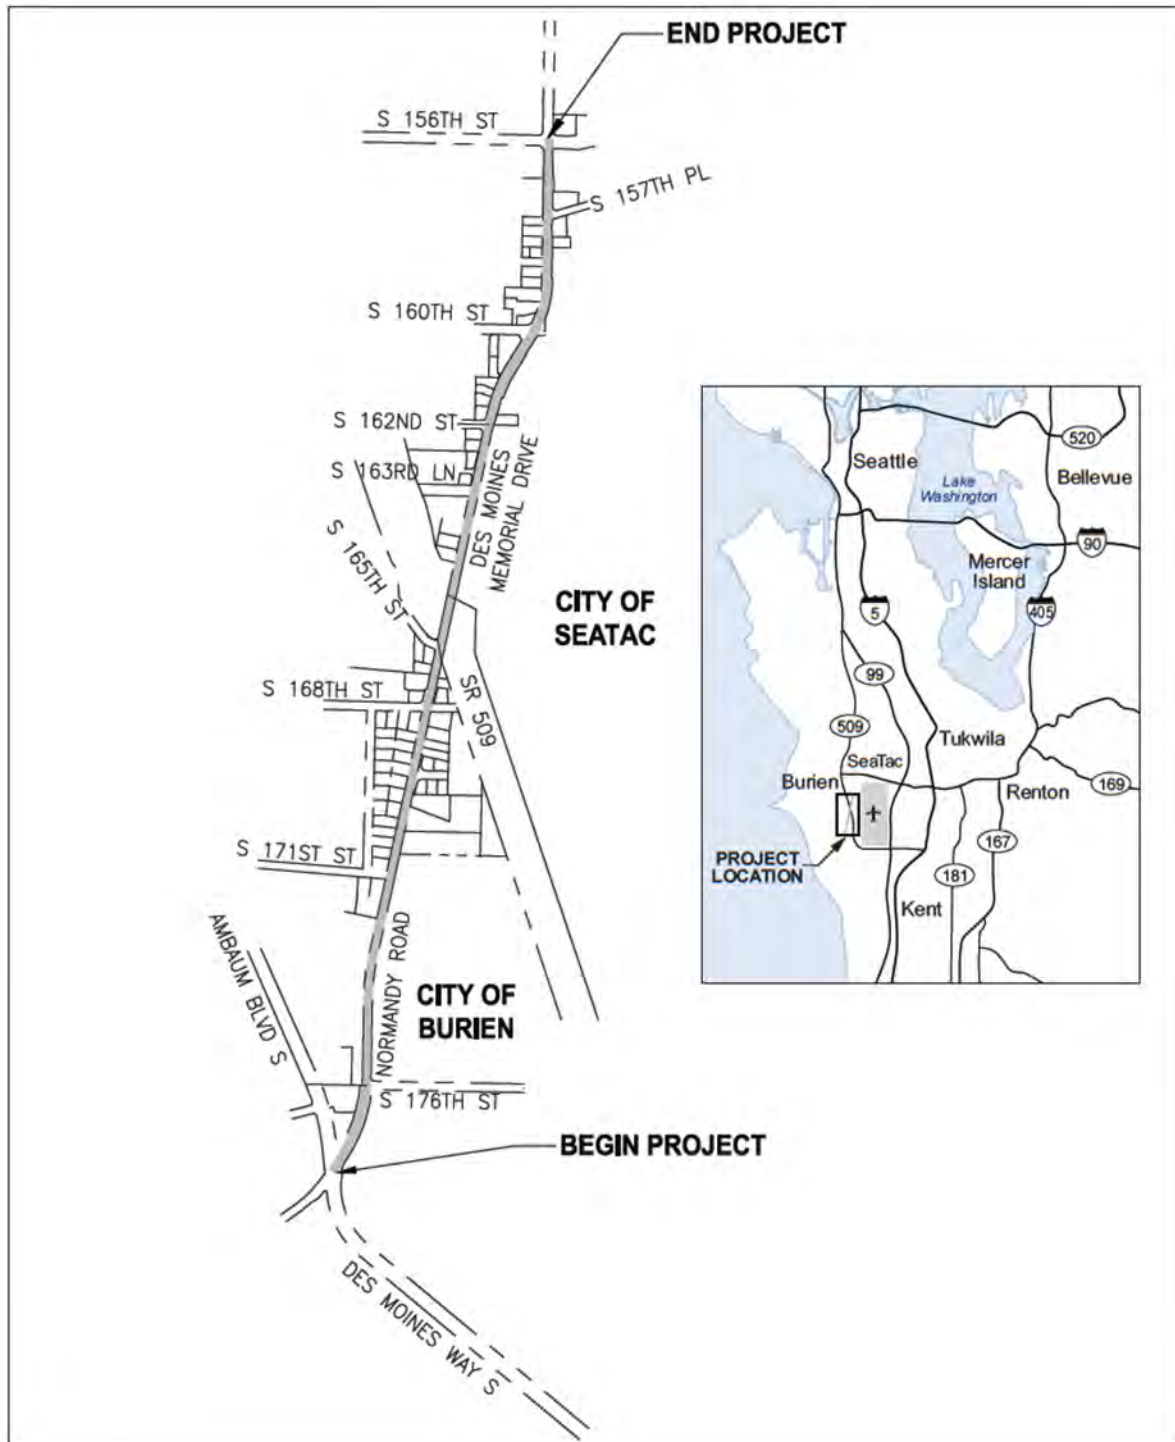 END PROJECT
S 156TH ST
S 157TH PL
S 160TH ST
S 162ND ST
S 163RD LN
DES MOINES
MEMORIAL DRIVE
S 165TH ST
CITY OF
SEATAC
S 168TH ST
SR 509
S 171ST ST
AMBAUM BLVD S
NORMANDY ROAD
CITY OF
BURIEN
S 176TH ST
BEGIN PROJECT
DES MOINES WAY S
520
Seattle
Bellevue
Lake
Washington
90
Mercer
Island
5
405
99
509
Tukwila
SeaTac
Burien
Renton
169
PROJECT
LOCATION
167
181
Kent